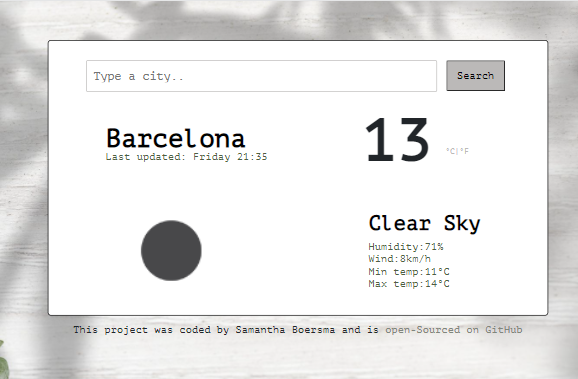 Type a city..
Search
Barcelona
Last updated: Friday 21:35
13
°C|°F
Clear Sky
Humidity:71%
Wind:8km/h
Min temp:11°C
Max temp:14°C
This project was coded by Samantha Boersma and is open-Sourced on GitHub